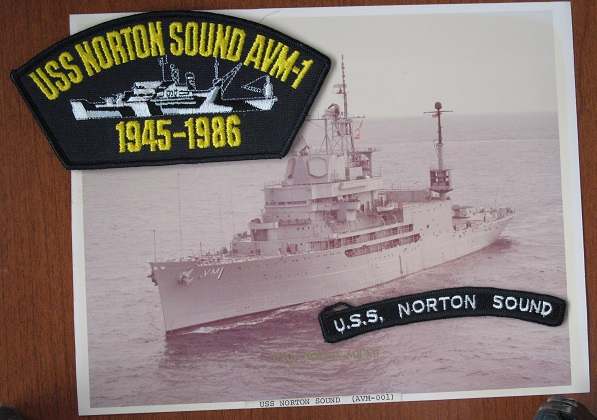 USS NORTON SOUND AVM-1
1945-1986
U.S.S. NORTON SOUND
USS NORTON SOUND (AVM-001)